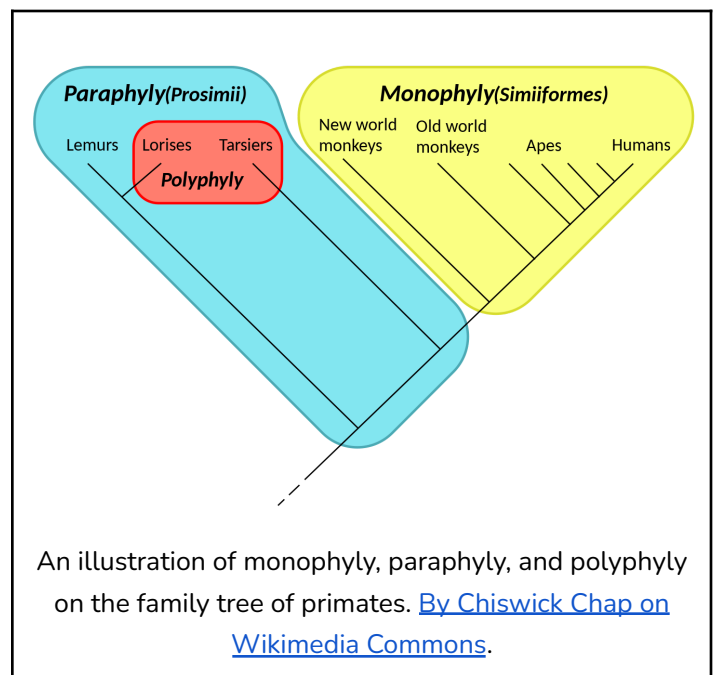 Paraphyly(Prosimii)
Monophyly(Simiiformes)
New world
monkeys
Old world
monkeys
Lemurs
Lorises
Tarsiers
Apes
Humans
Polyphyly
An illustration of monophyly, paraphyly, and polyphyly
on the family tree of primates. By Chiswick Chap on
Wikimedia Commons.